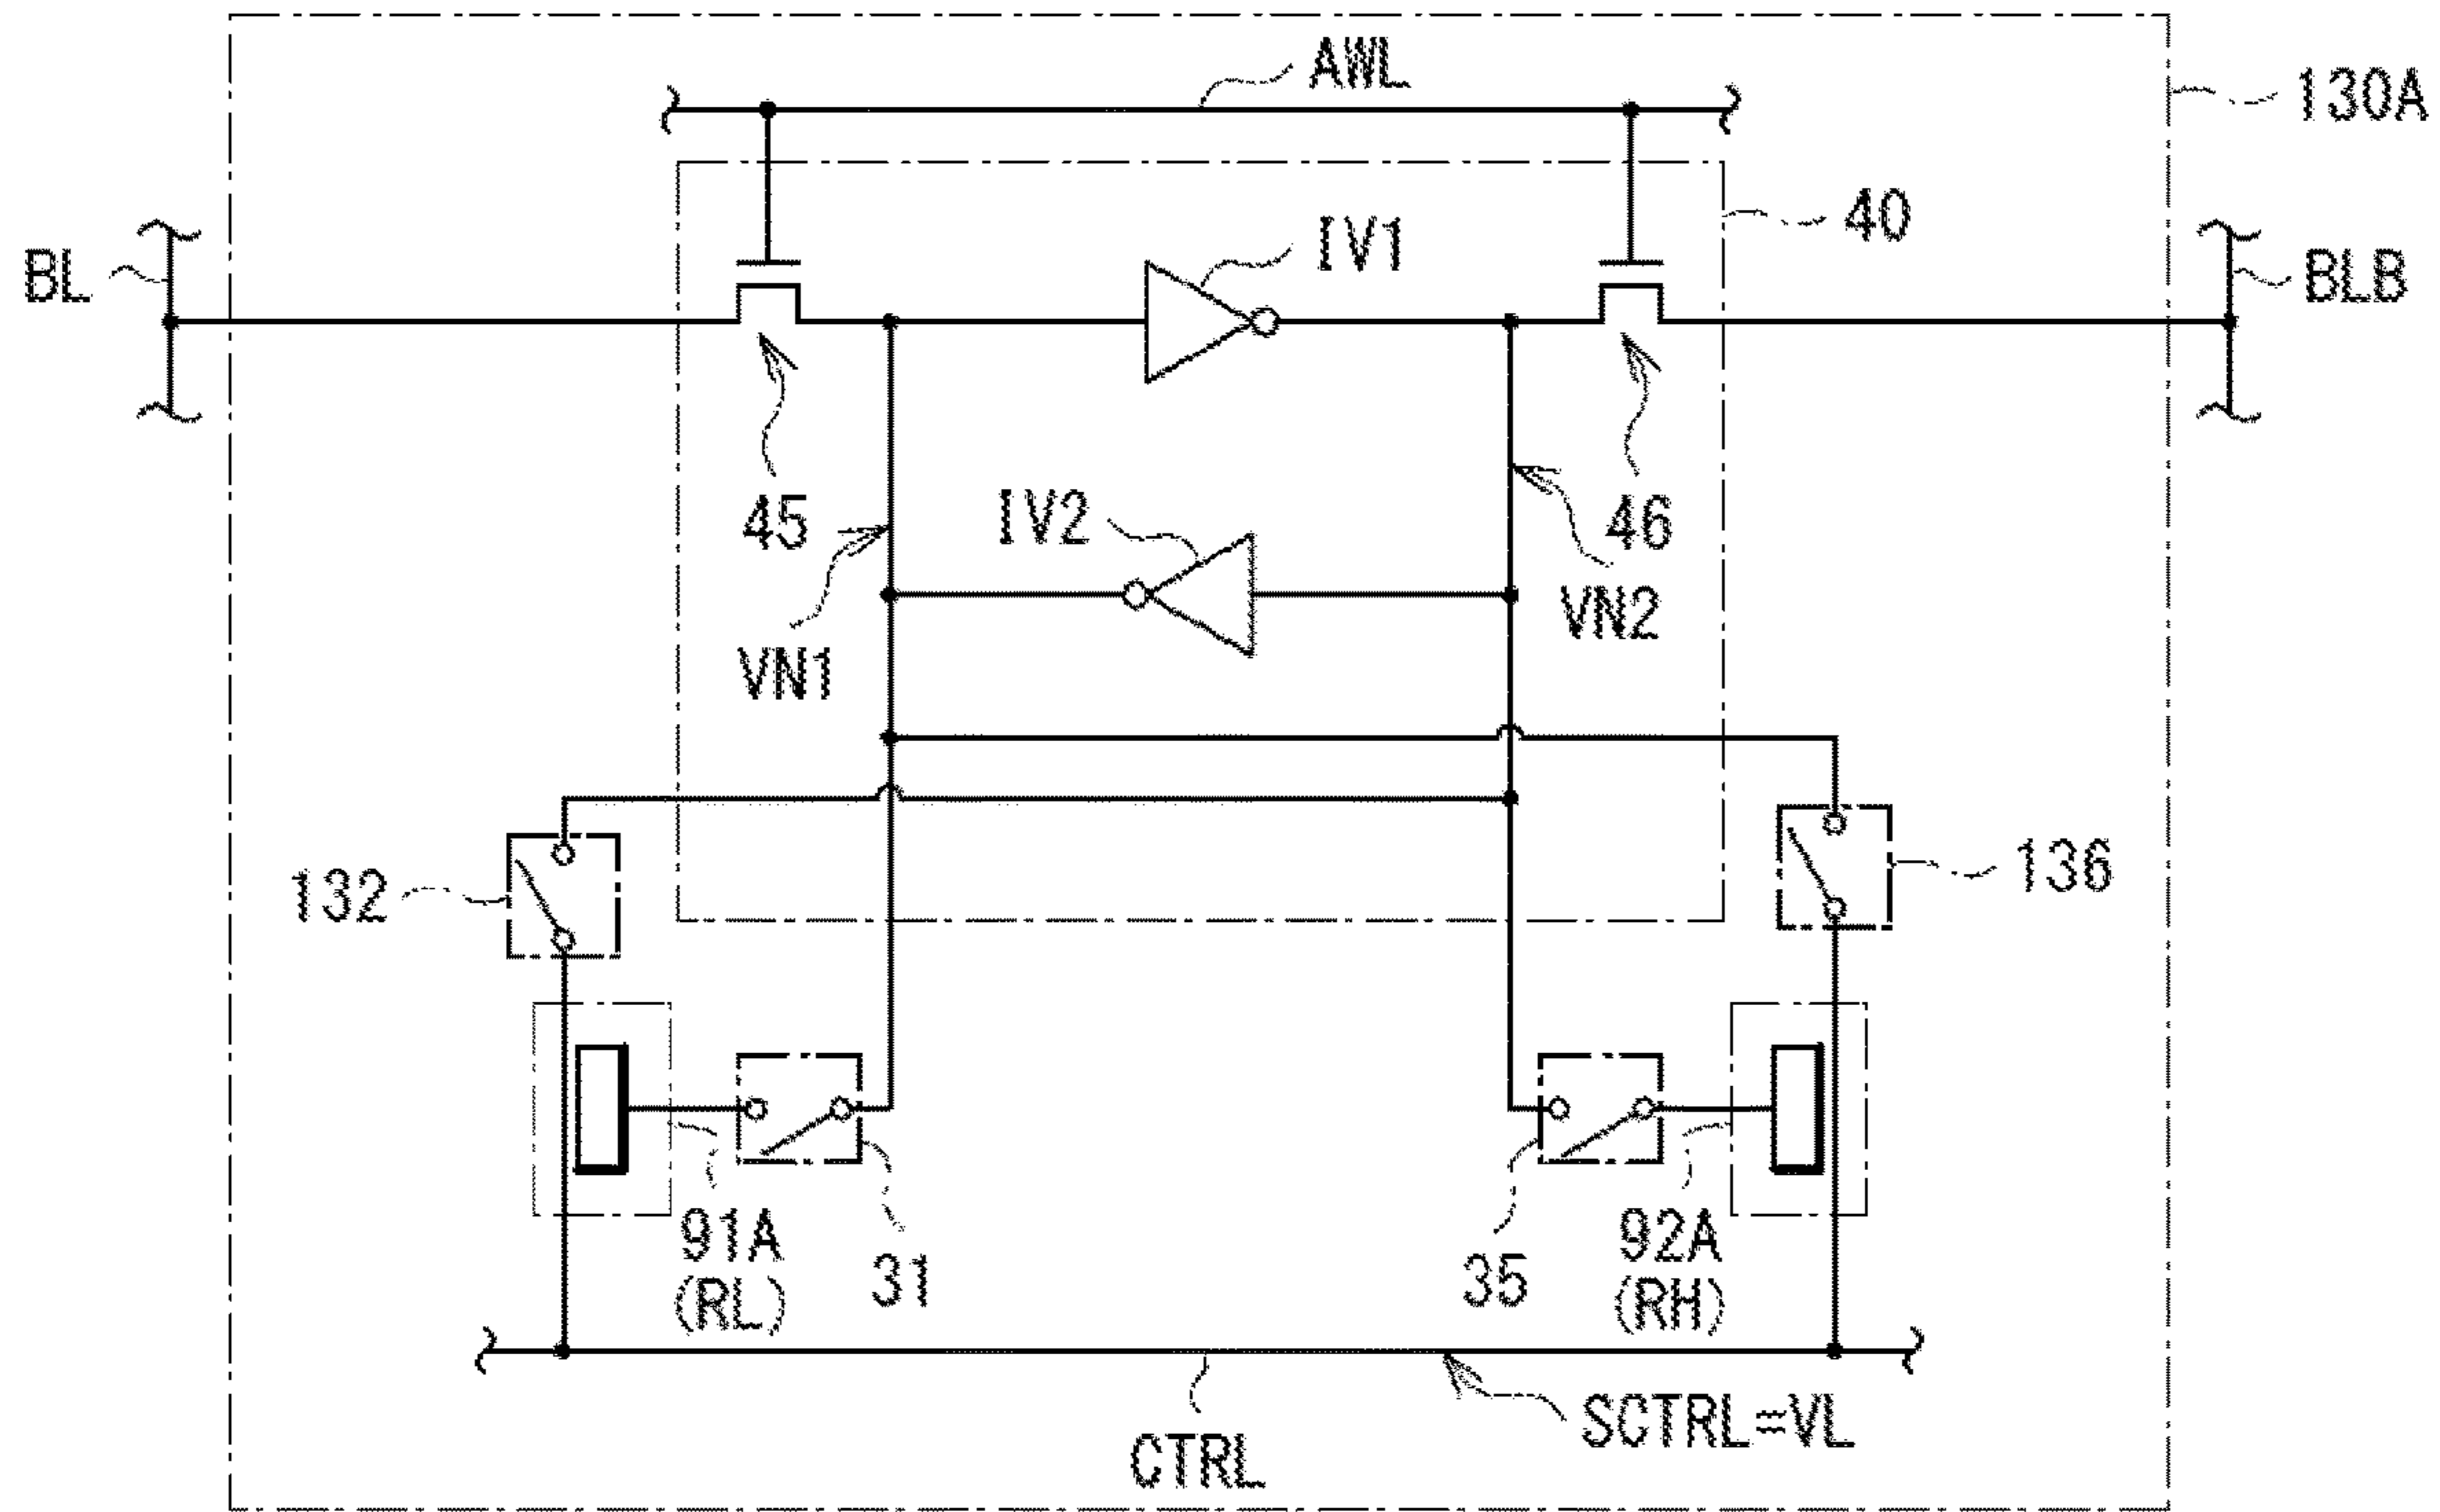 AWL
130A
40
IV1
BL
BLB
45
IV2
46
VN1
VN2
132
136
91A
(RL)
31
35
92A
(RH)
SCTRL=VL
CTRL